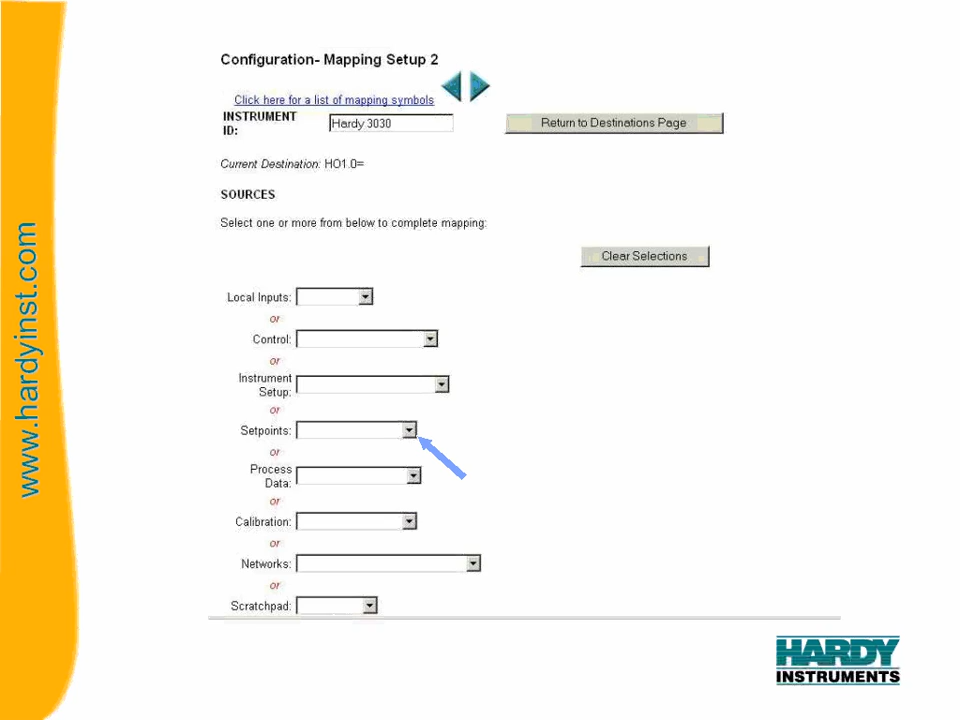 Configuration- Mapping Setup 2
Click here for a list of mapping symbols
INSTRUMENT
ID:
Hardy 3030
Return to Destinations Page
Current Destination: HO1.0=
SOURCES
Select one or more from below to complete mapping:
Clear Selections
Local Inputs:
or
Control:
or
Instrument
Setup:
or
Setpoints:
or
Process
Data:
or
Calibration:
or
Networks:
or
Scratchpad:
www.hardyinst.com
HARDY
INSTRUMENTS